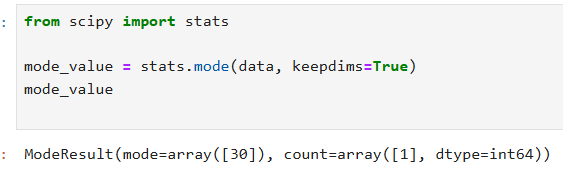 : from scipy import stats
mode_value = stats.mode(data, keepdims=True)
mode_value
: ModeResult(mode=array([30]), count=array([1], dtype=int64))